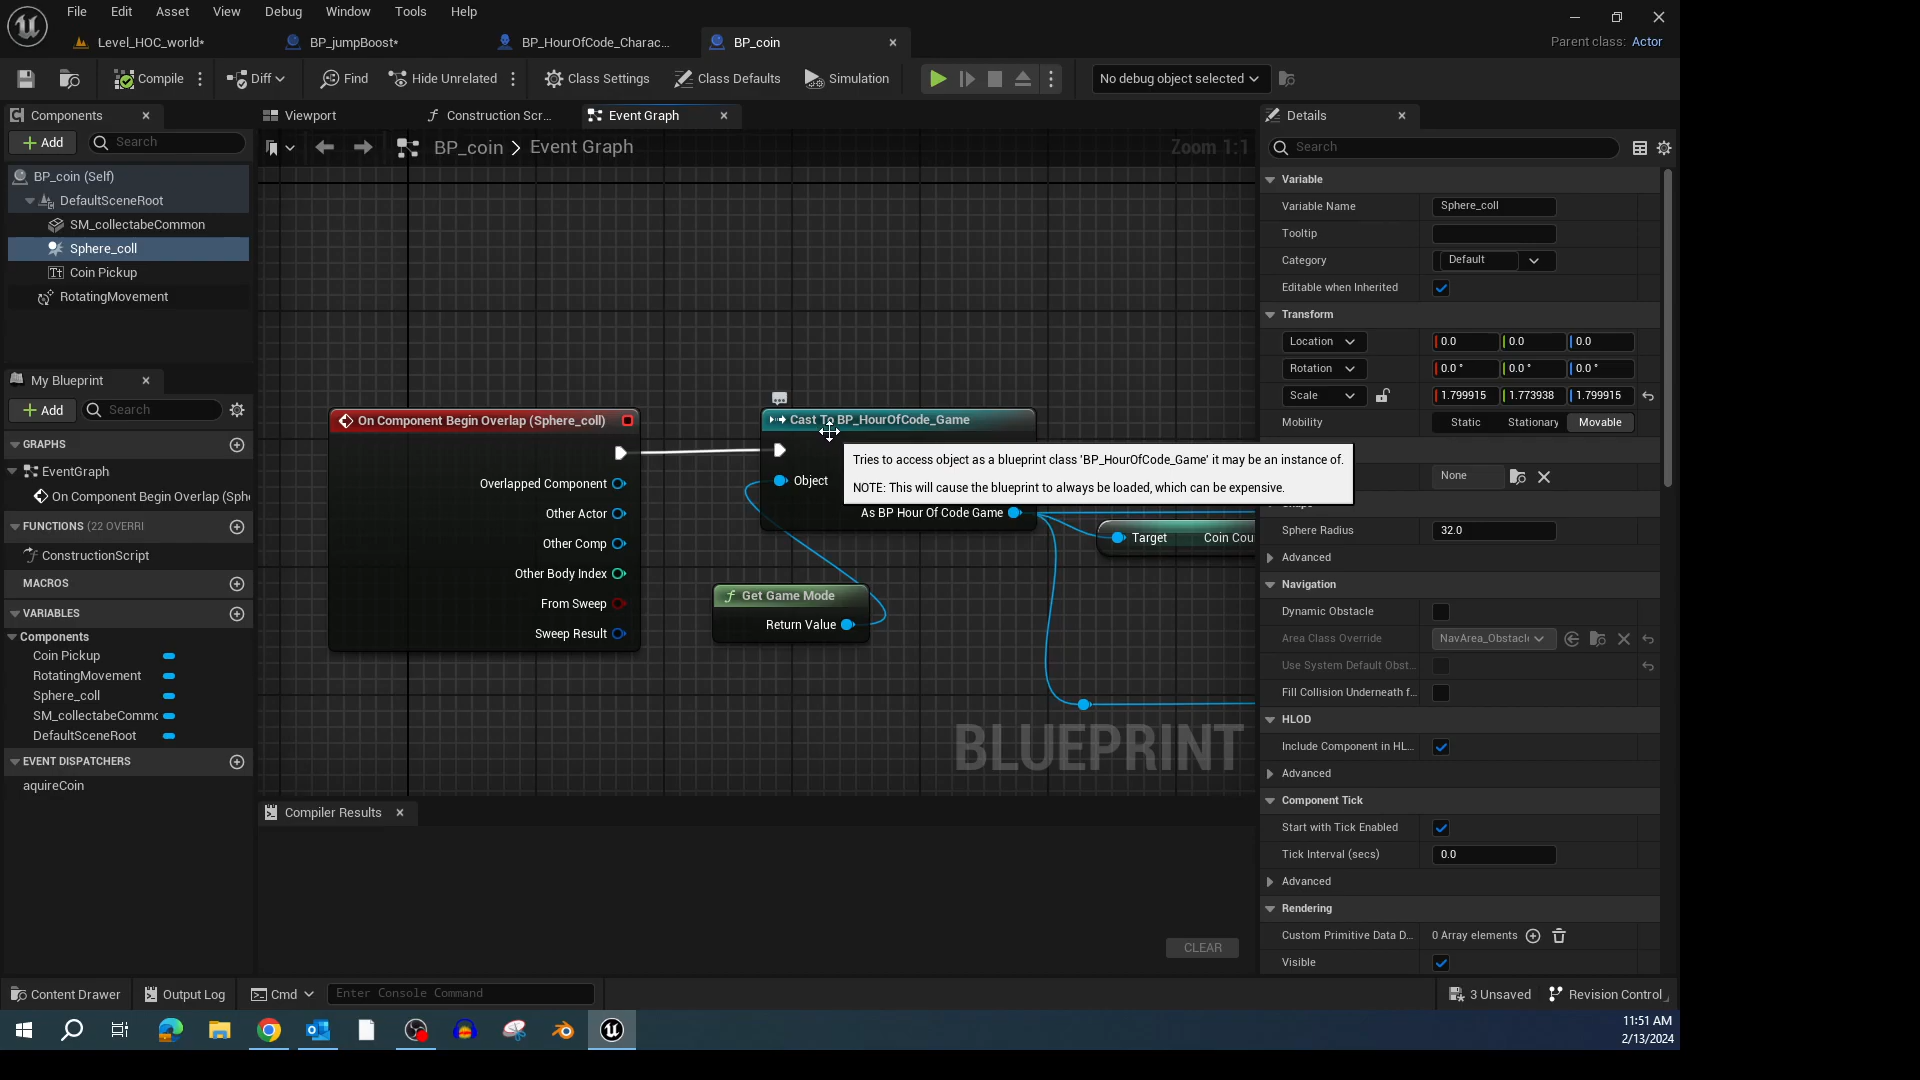 File Edit Asset View Debug Window Tools Help
Level_HOC_world* BP_jumpBoost* BP_HourOfCode_Charac... BP_coin
Parent class: Actor
Compile Diff Find Hide Unrelated Class Settings Class Defaults Simulation No debug object selected
Components
Add Search
BP_coin (Self)
DefaultSceneRoot
SM_collectabeCommon
Sphere_coll
Coin Pickup
RotatingMovement
My Blueprint
Add Search
GRAPHS
EventGraph
On Component Begin Overlap (Sphe
FUNCTIONS (22 OVERRI
ConstructionScript
MACROS
VARIABLES
Components
Coin Pickup
RotatingMovement
Sphere_coll
SM_collectabeCommo
DefaultSceneRoot
EVENT DISPATCHERS
aquireCoin
Viewport Construction Scr... Event Graph
BP_coin > Event Graph Zoom 1:1
On Component Begin Overlap (Sphere_coll)
Overlapped Component
Other Actor
Other Comp
Other Body Index
From Sweep
Sweep Result
Cast To BP_HourOfCode_Game
Object
As BP Hour Of Code Game
Tries to access object as a blueprint class 'BP_HourOfCode_Game' it may be an instance of.
NOTE: This will cause the blueprint to always be loaded, which can be expensive.
Target Coin Cou
Get Game Mode
Return Value
BLUEPRINT
Compiler Results
CLEAR
Details
Search
Variable
Variable Name Sphere_coll
Tooltip
Category Default
Editable when Inherited
Transform
Location 0.0 0.0 0.0
Rotation 0.0 ° 0.0 ° 0.0 °
Scale 1.799915 1.773938 1.799915
Mobility Static Stationary Movable
None
Sphere Radius 32.0
Advanced
Navigation
Dynamic Obstacle
Area Class Override NavArea_Obstacl
Use System Default Obst...
Fill Collision Underneath f...
HLOD
Include Component in HL...
Advanced
Component Tick
Start with Tick Enabled
Tick Interval (secs) 0.0
Advanced
Rendering
Custom Primitive Data D... 0 Array elements
Visible
Content Drawer Output Log Cmd Enter Console Command 3 Unsaved Revision Control
11:51 AM
2/13/2024